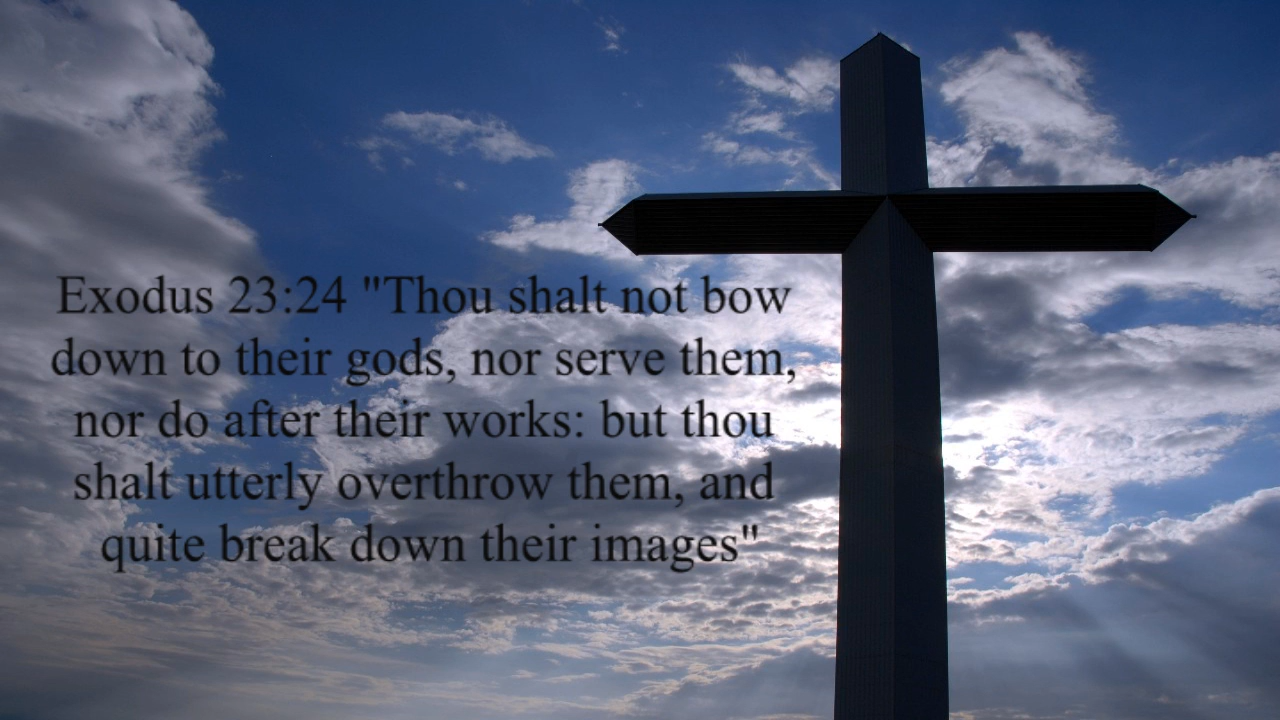 Exodus 23:24 "Thou shalt not bow
down to their gods, nor serve them,
nor do after their works: but thou
shalt utterly overthrow them, and
quite break down their images"